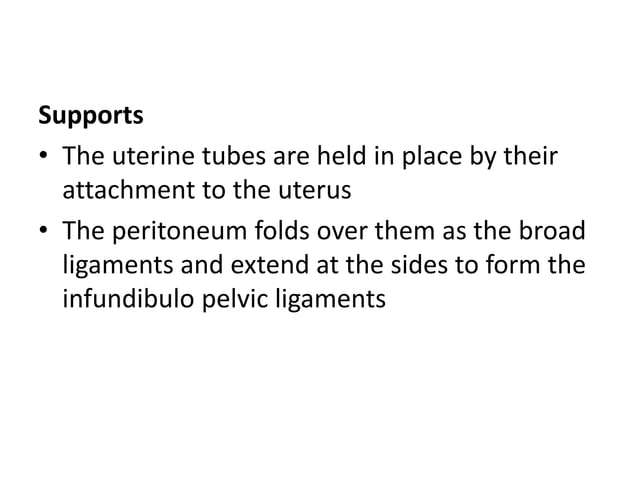 Supports
• The uterine tubes are held in place by their
attachment to the uterus
• The peritoneum folds over them as the broad
ligaments and extend at the sides to form the
infundibulo pelvic ligaments